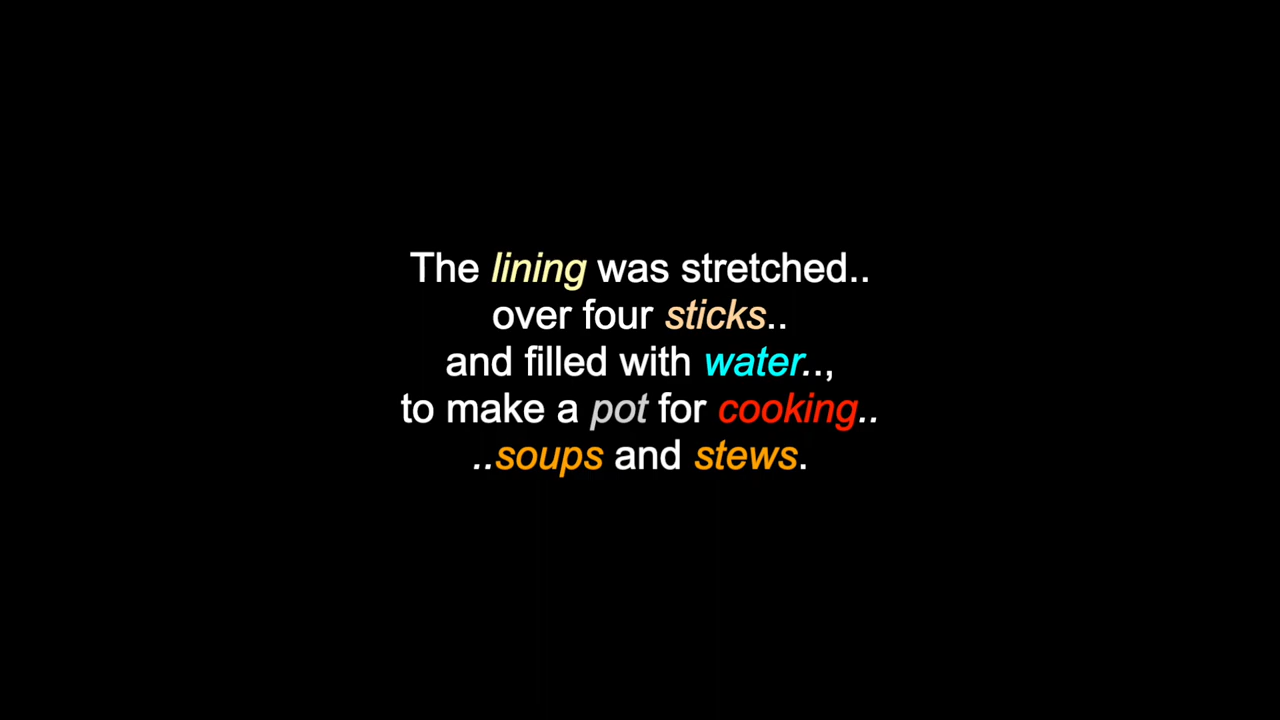 The lining was stretched..
over four sticks..
and filled with water..,
to make a pot for cooking..
..soups and stews.